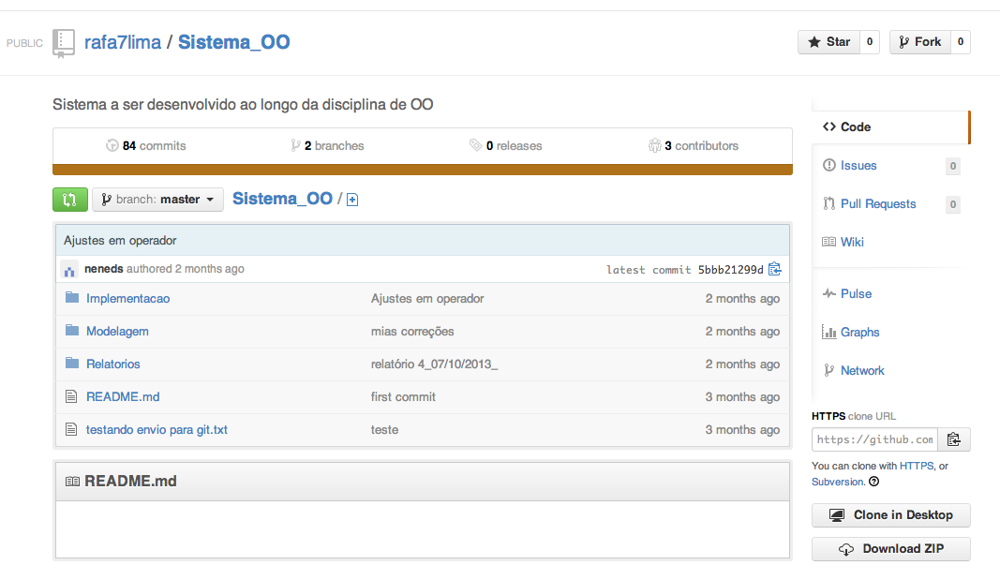 PUBLIC rafa7lima / Sistema_OO Star 0 Fork 0
Sistema a ser desenvolvido ao longo da disciplina de OO
84 commits 2 branches 0 releases 3 contributors
branch: master Sistema_OO /
Ajustes em operador
neneds authored 2 months ago latest commit 5bbb21299d
Implementacao Ajustes em operador 2 months ago
Modelagem mias correções 2 months ago
Relatorios relatório 4_07/10/2013_ 2 months ago
README.md first commit 3 months ago
testando envio para git.txt teste 3 months ago
README.md
Code
Issues 0
Pull Requests 0
Wiki
Pulse
Graphs
Network
HTTPS clone URL
https://github.com
You can clone with HTTPS, or
Subversion.
Clone in Desktop
Download ZIP